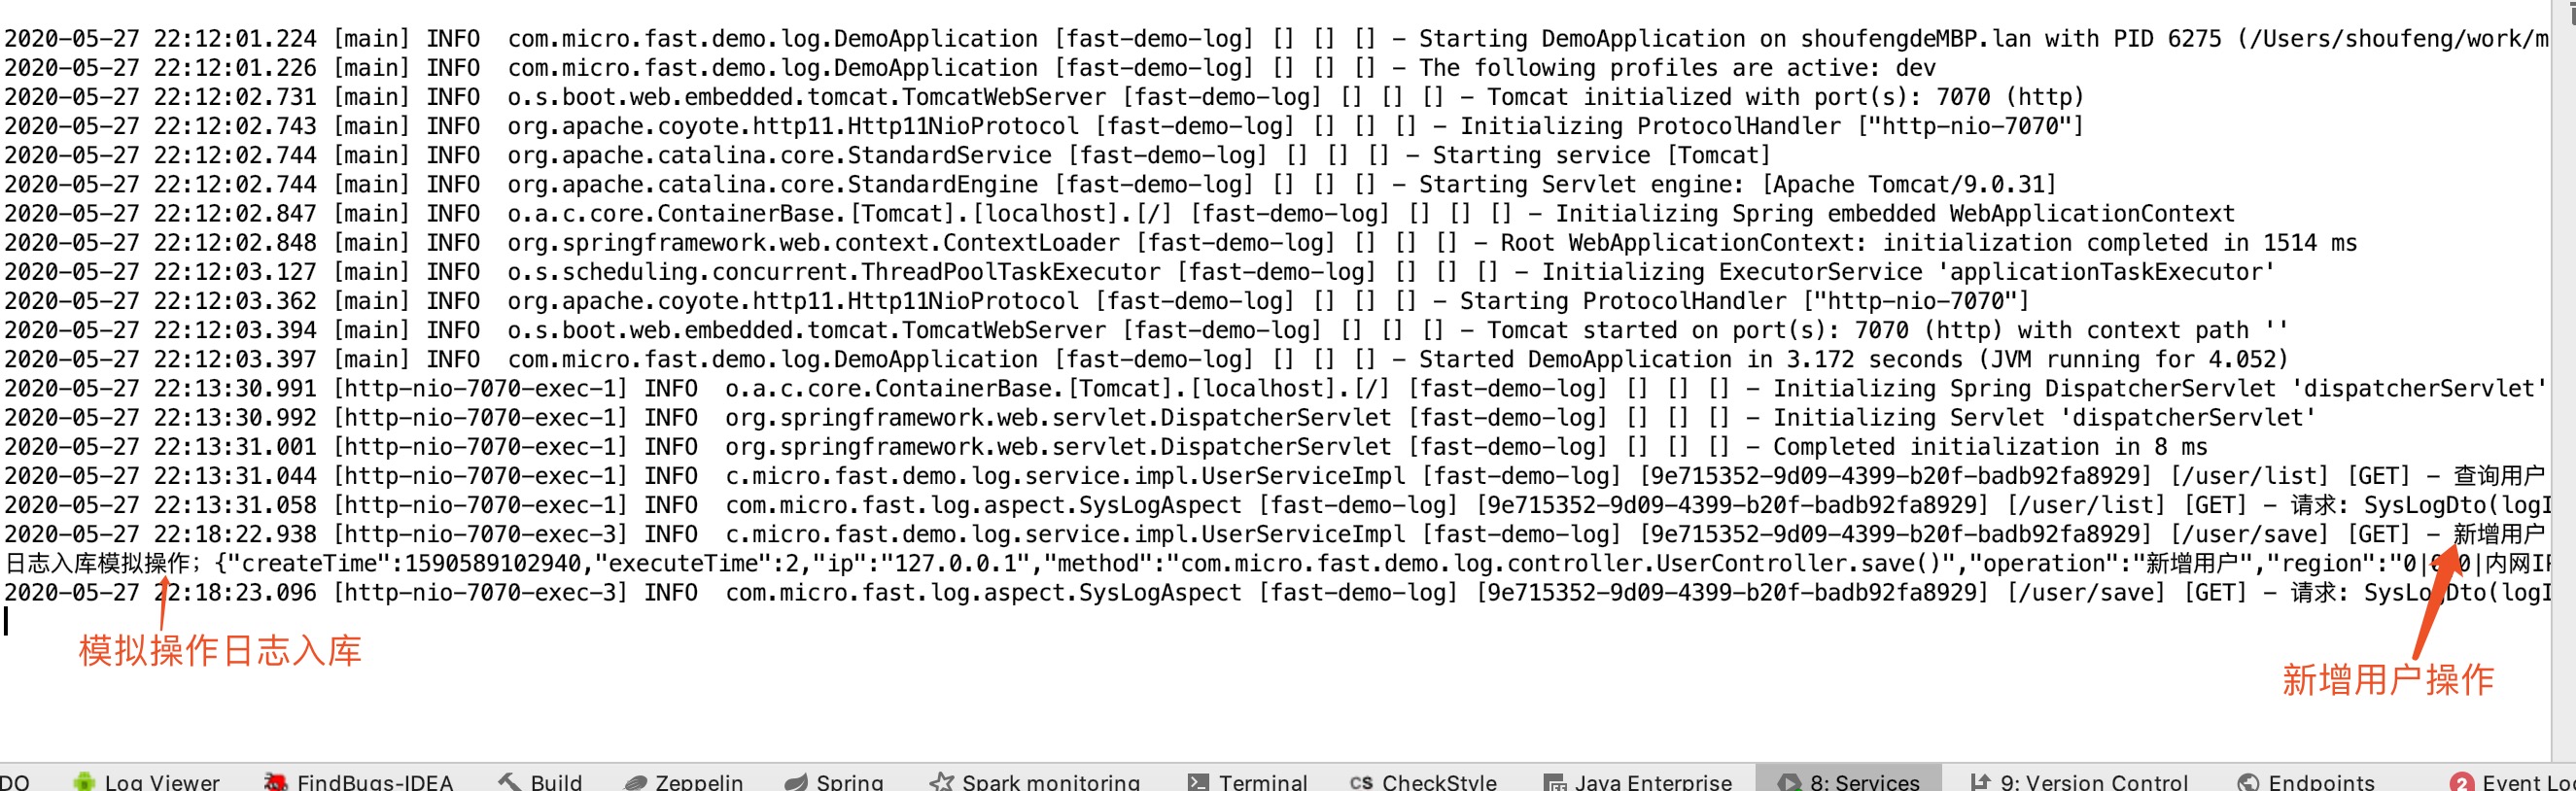 2020-05-27 22:12:01.224 [main] INFO  com.micro.fast.demo.log.DemoApplication [fast-demo-log] [] [] [] - Starting DemoApplication on shoufengdeMBP.lan with PID 6275 (/Users/shoufeng/work/m
2020-05-27 22:12:01.226 [main] INFO  com.micro.fast.demo.log.DemoApplication [fast-demo-log] [] [] [] - The following profiles are active: dev
2020-05-27 22:12:02.731 [main] INFO  o.s.boot.web.embedded.tomcat.TomcatWebServer [fast-demo-log] [] [] [] - Tomcat initialized with port(s): 7070 (http)
2020-05-27 22:12:02.743 [main] INFO  org.apache.coyote.http11.Http11NioProtocol [fast-demo-log] [] [] [] - Initializing ProtocolHandler ["http-nio-7070"]
2020-05-27 22:12:02.744 [main] INFO  org.apache.catalina.core.StandardService [fast-demo-log] [] [] [] - Starting service [Tomcat]
2020-05-27 22:12:02.744 [main] INFO  org.apache.catalina.core.StandardEngine [fast-demo-log] [] [] [] - Starting Servlet engine: [Apache Tomcat/9.0.31]
2020-05-27 22:12:02.847 [main] INFO  o.a.c.core.ContainerBase.[Tomcat].[localhost].[/] [fast-demo-log] [] [] [] - Initializing Spring embedded WebApplicationContext
2020-05-27 22:12:02.848 [main] INFO  org.springframework.web.context.ContextLoader [fast-demo-log] [] [] [] - Root WebApplicationContext: initialization completed in 1514 ms
2020-05-27 22:12:03.127 [main] INFO  o.s.scheduling.concurrent.ThreadPoolTaskExecutor [fast-demo-log] [] [] [] - Initializing ExecutorService 'applicationTaskExecutor'
2020-05-27 22:12:03.362 [main] INFO  org.apache.coyote.http11.Http11NioProtocol [fast-demo-log] [] [] [] - Starting ProtocolHandler ["http-nio-7070"]
2020-05-27 22:12:03.394 [main] INFO  o.s.boot.web.embedded.tomcat.TomcatWebServer [fast-demo-log] [] [] [] - Tomcat started on port(s): 7070 (http) with context path ''
2020-05-27 22:12:03.397 [main] INFO  com.micro.fast.demo.log.DemoApplication [fast-demo-log] [] [] [] - Started DemoApplication in 3.172 seconds (JVM running for 4.052)
2020-05-27 22:13:30.991 [http-nio-7070-exec-1] INFO  o.a.c.core.ContainerBase.[Tomcat].[localhost].[/] [fast-demo-log] [] [] [] - Initializing Spring DispatcherServlet 'dispatcherServlet'
2020-05-27 22:13:30.992 [http-nio-7070-exec-1] INFO  org.springframework.web.servlet.DispatcherServlet [fast-demo-log] [] [] [] - Initializing Servlet 'dispatcherServlet'
2020-05-27 22:13:31.001 [http-nio-7070-exec-1] INFO  org.springframework.web.servlet.DispatcherServlet [fast-demo-log] [] [] [] - Completed initialization in 8 ms
2020-05-27 22:13:31.044 [http-nio-7070-exec-1] INFO  c.micro.fast.demo.log.service.impl.UserServiceImpl [fast-demo-log] [9e715352-9d09-4399-b20f-badb92fa8929] [/user/list] [GET] - 查询用户
2020-05-27 22:13:31.058 [http-nio-7070-exec-1] INFO  com.micro.fast.log.aspect.SysLogAspect [fast-demo-log] [9e715352-9d09-4399-b20f-badb92fa8929] [/user/list] [GET] - 请求: SysLogDto(logI
2020-05-27 22:18:22.938 [http-nio-7070-exec-3] INFO  c.micro.fast.demo.log.service.impl.UserServiceImpl [fast-demo-log] [9e715352-9d09-4399-b20f-badb92fa8929] [/user/save] [GET] - 新增用户
日志入库模拟操作；{"createTime":1590589102940,"executeTime":2,"ip":"127.0.0.1","method":"com.micro.fast.demo.log.controller.UserController.save()","operation":"新增用户","region":"0|0|0|内网IP
2020-05-27 22:18:23.096 [http-nio-7070-exec-3] INFO  com.micro.fast.log.aspect.SysLogAspect [fast-demo-log] [9e715352-9d09-4399-b20f-badb92fa8929] [/user/save] [GET] - 请求: SysLogDto(logI
模拟操作日志入库
新增用户操作
DO Log Viewer FindBugs-IDEA Build Zeppelin Spring Spark monitoring Terminal CS CheckStyle Java Enterprise 8: Services 9: Version Control Endpoints 2 Event Lo